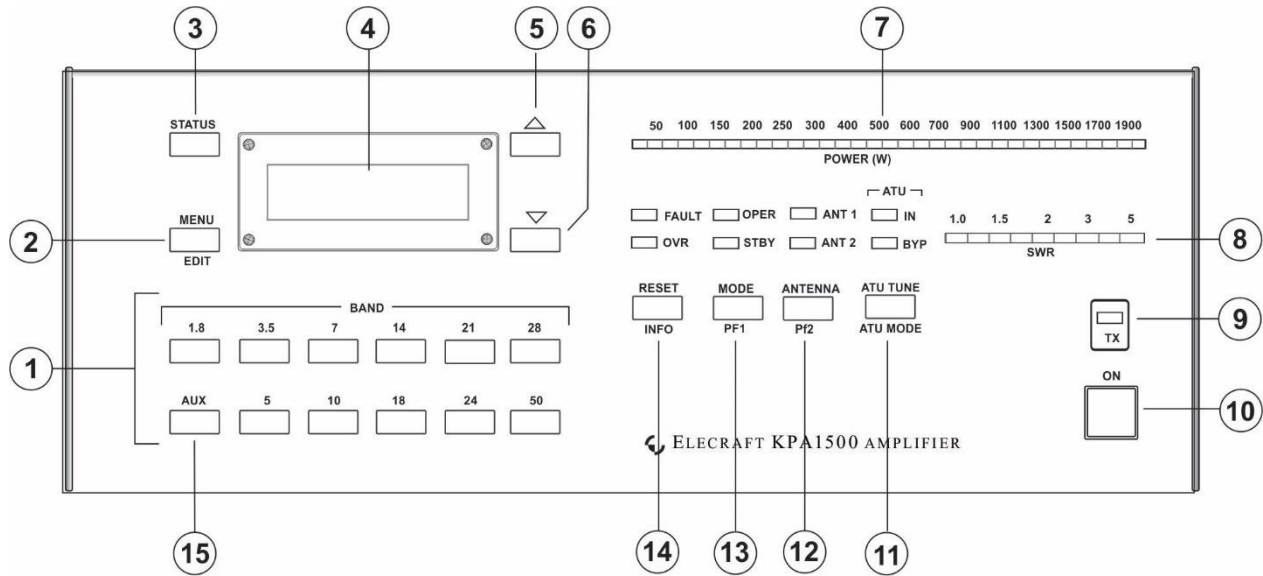 3 4 5 6 7
STATUS
50 100 150 200 250 300 400 500 600 700 900 1100 1300 1500 1700 1900
POWER (W)
ATU
FAULT OPER ANT 1 IN
OVR STBY ANT 2 BYP
1.0 1.5 2 3 5
SWR
8
MENU
EDIT
2
RESET MODE ANTENNA ATU TUNE
INFO PF1 Pf2 ATU MODE
BAND
1.8 3.5 7 14 21 28
1
AUX 5 10 18 24 50
TX
9
ON
10
ELECRAFT KPA1500 AMPLIFIER
15 14 13 12 11